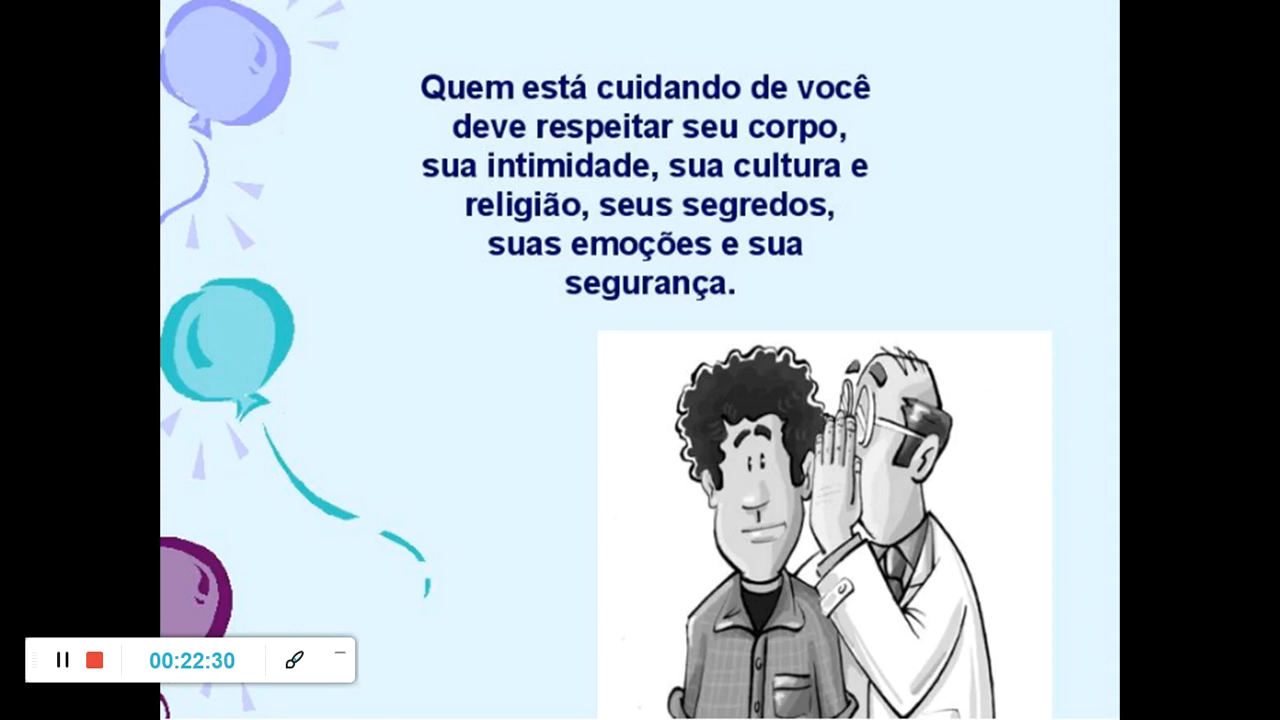 Quem está cuidando de você
deve respeitar seu corpo,
sua intimidade, sua cultura e
religião, seus segredos,
suas emoções e sua
segurança.
00:22:30